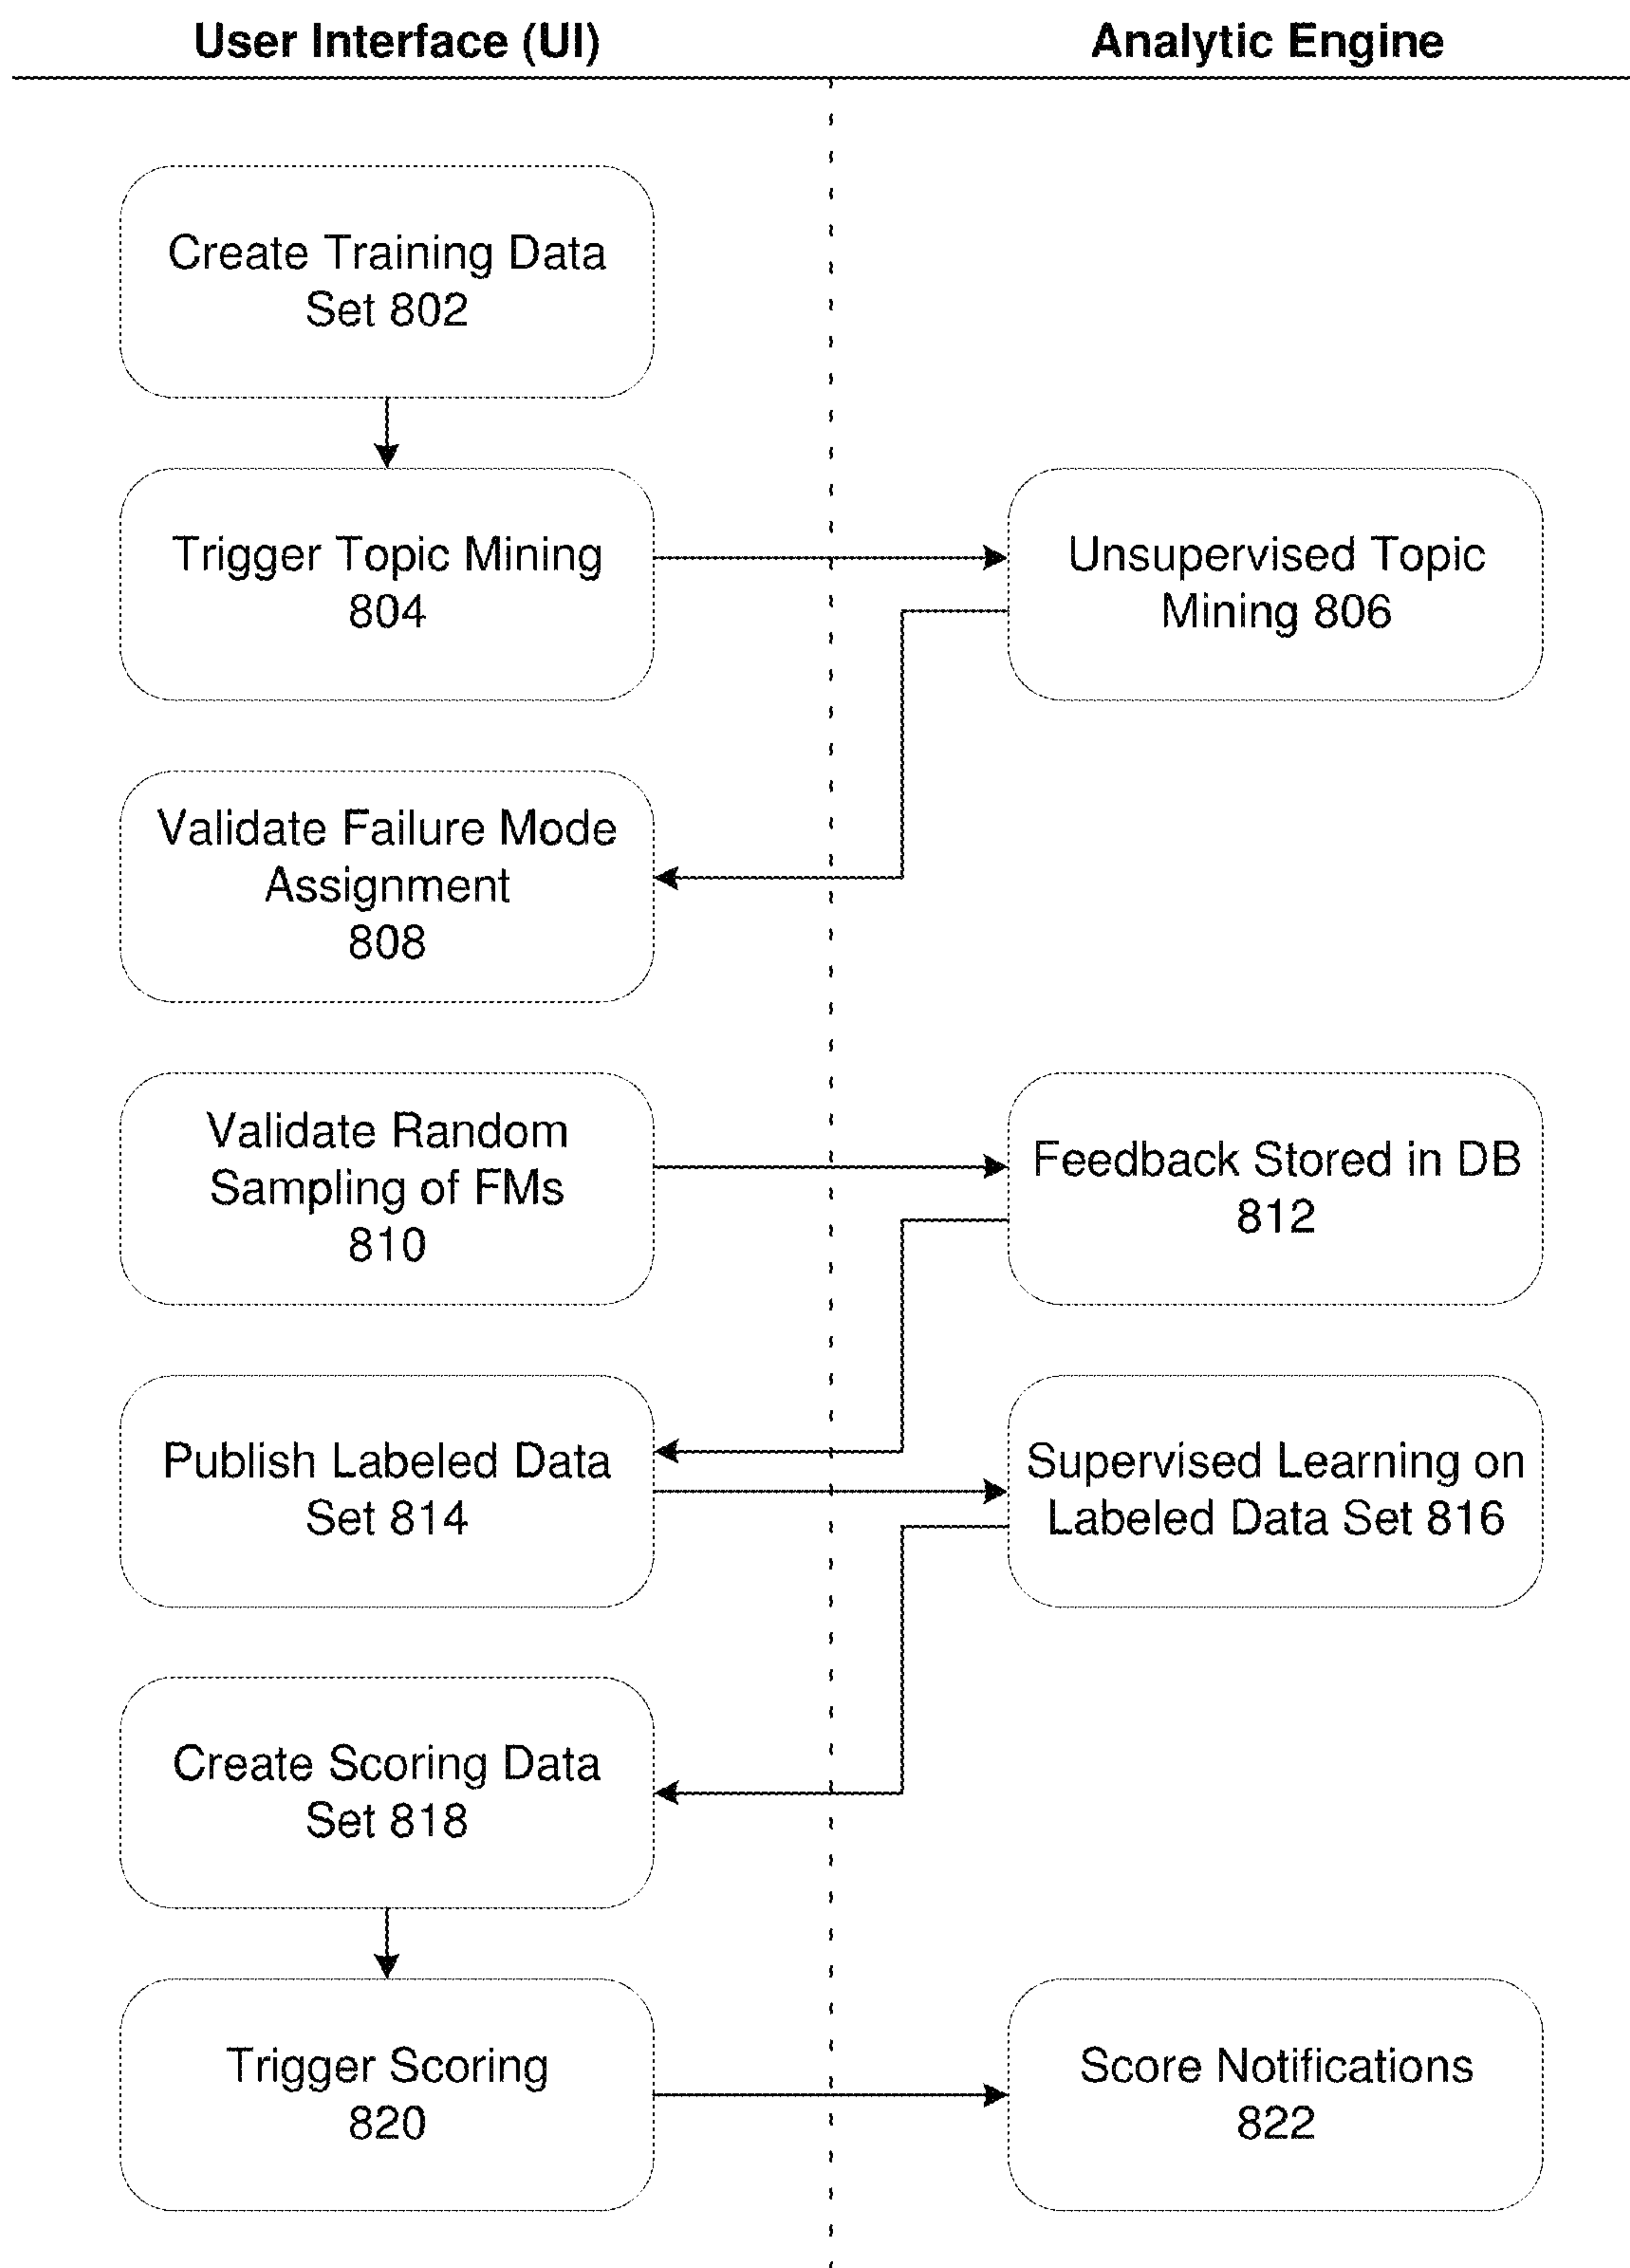 User Interface (UI)
Analytic Engine
Create Training Data
Set 802
Trigger Topic Mining
804
Unsupervised Topic
Mining 806
Validate Failure Mode
Assignment
808
Validate Random
Sampling of FMs
810
Feedback Stored in DB
812
Publish Labeled Data
Set 814
Supervised Learning on
Labeled Data Set 816
Create Scoring Data
Set 818
Trigger Scoring
820
Score Notifications
822